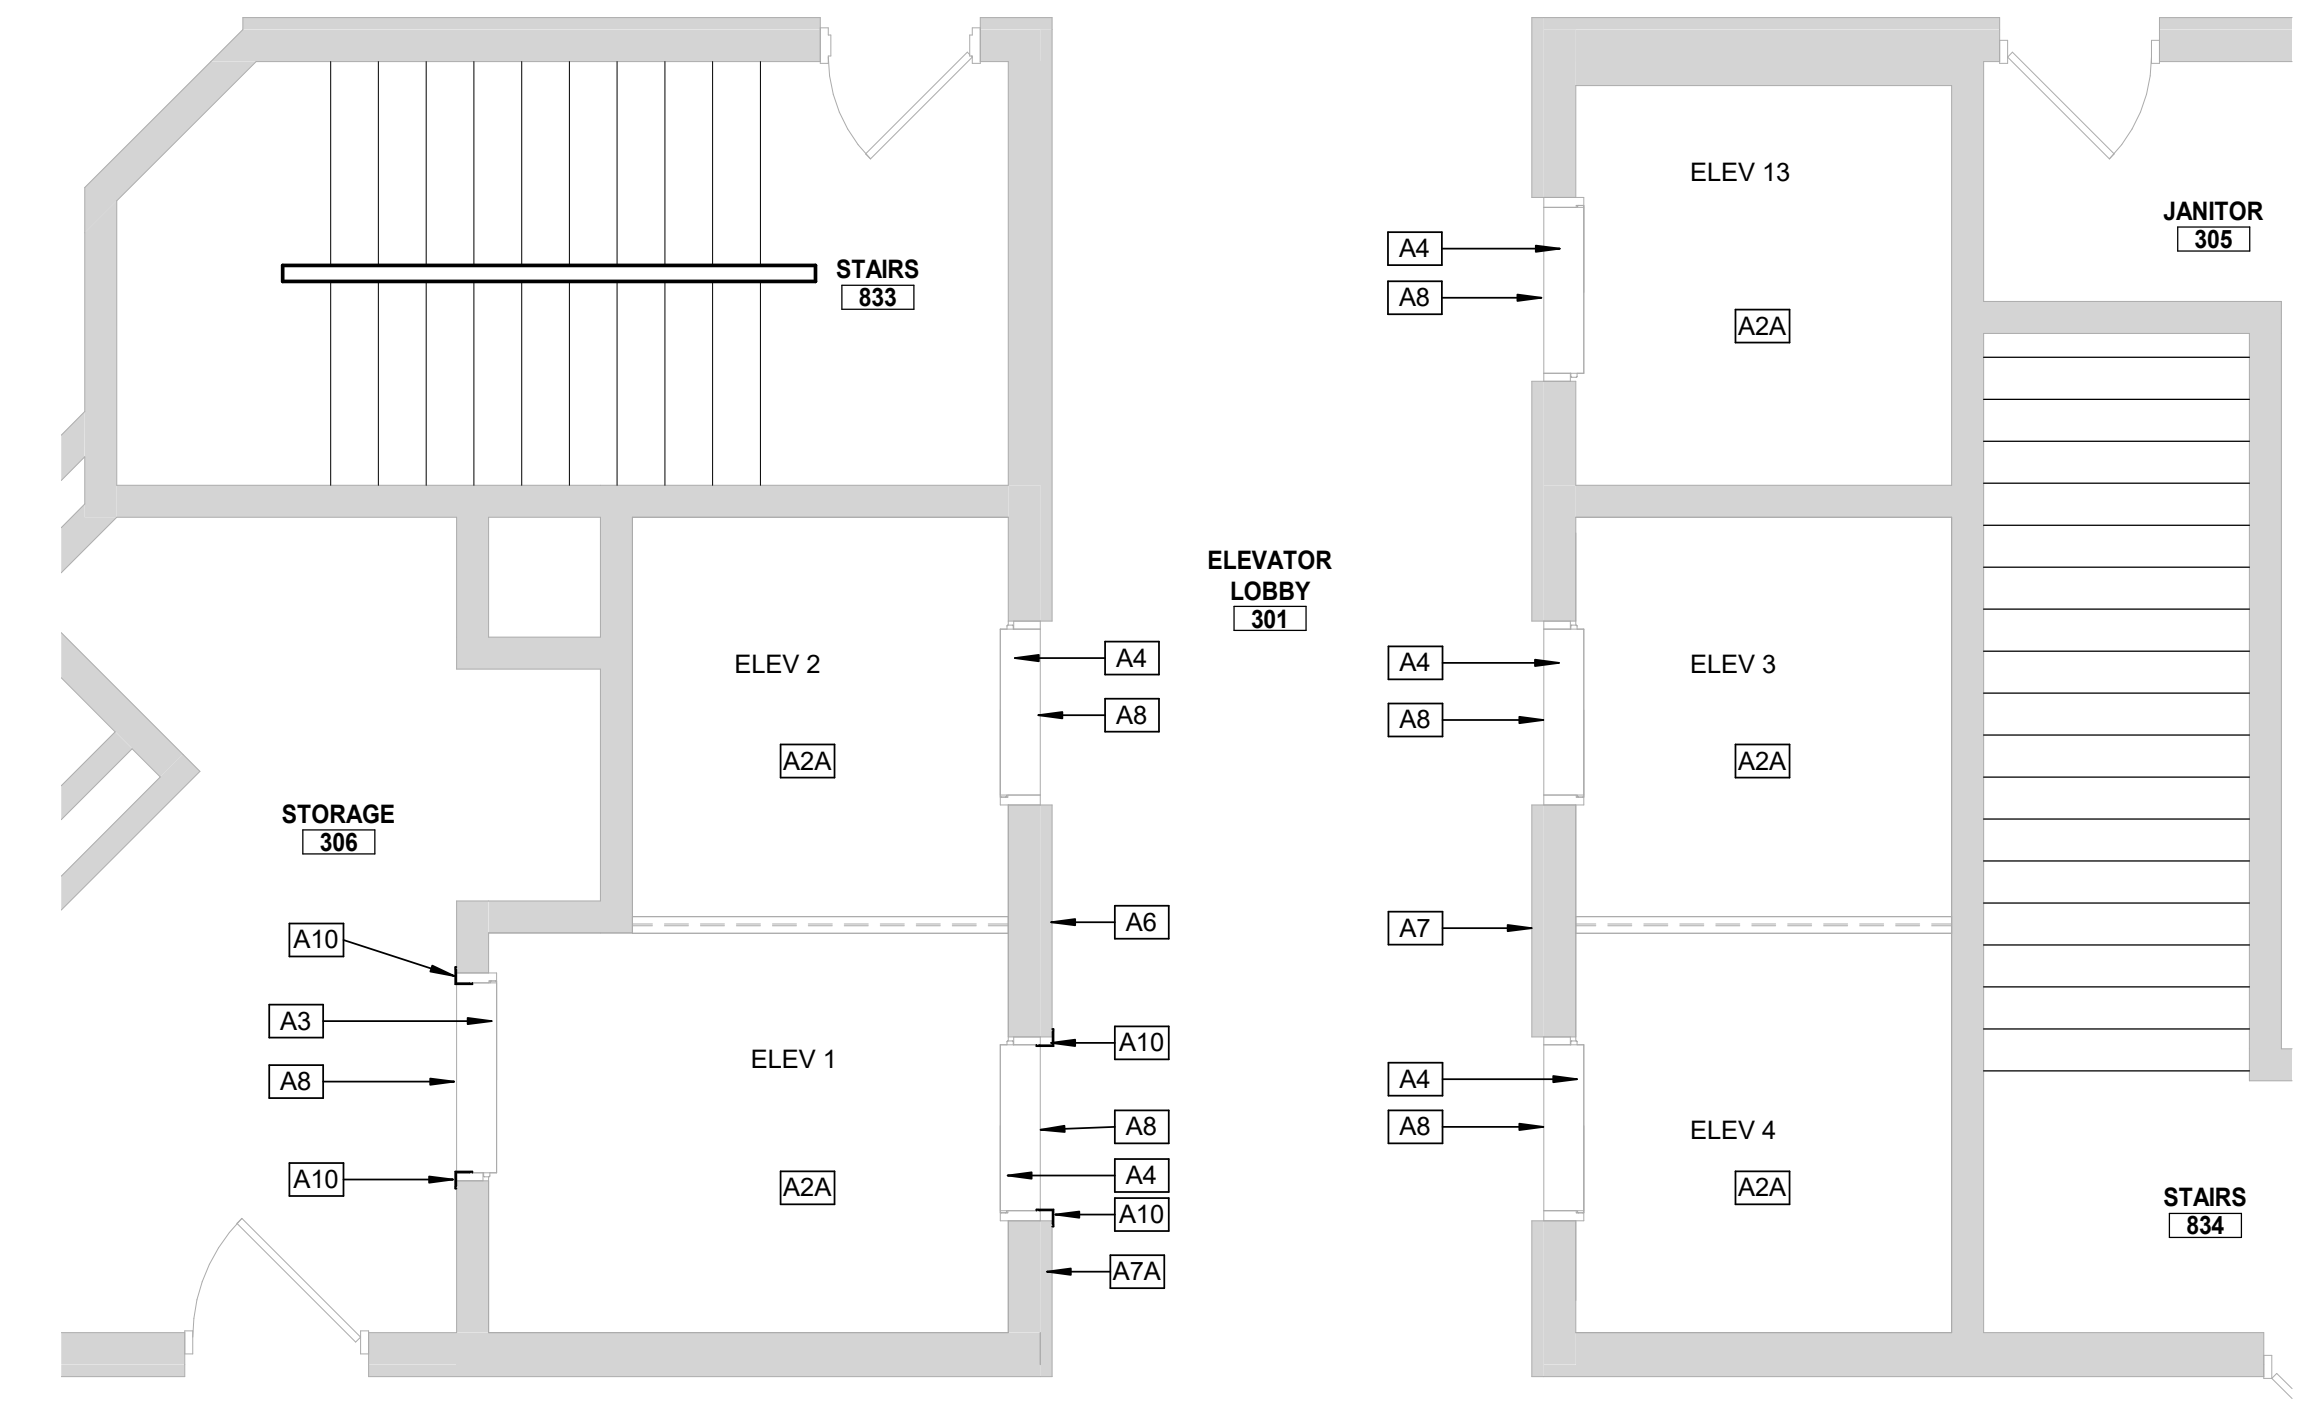 ELEV 13
JANITOR
305
A4
STAIRS
833
A8
A2A
ELEVATOR
LOBBY
301
A4
A8
ELEV 2
A2A
A4
A8
ELEV 3
A2A
STORAGE
306
A10
A3
A8
A10
A6
A7
A10
ELEV 1
A2A
A8
A4
A10
A7A
A4
A8
ELEV 4
A2A
STAIRS
834